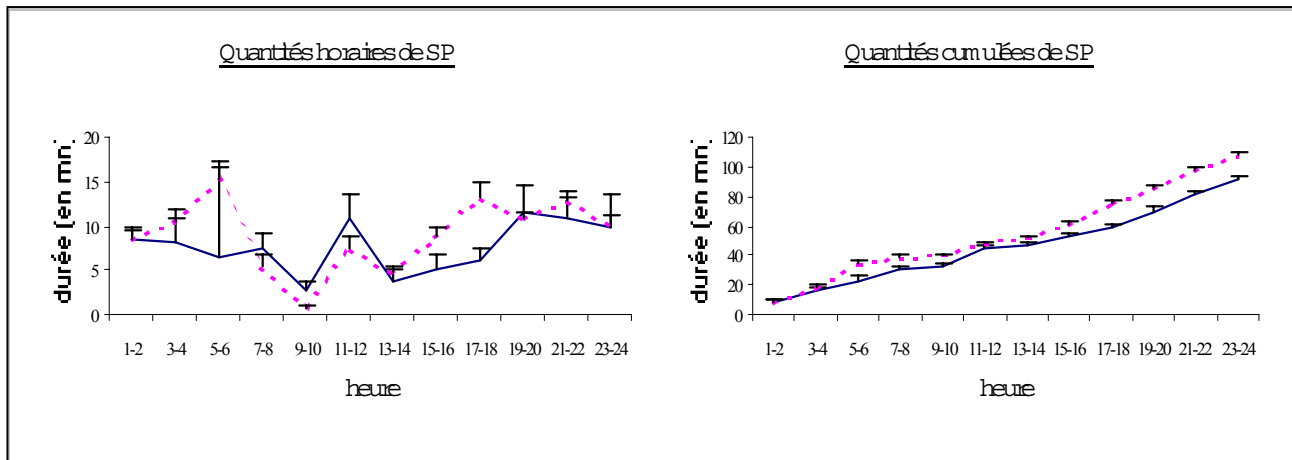 Quantités horaires de SP
durée (en mn)
20
15
10
5
0
1-2 3-4 5-6 7-8 9-10 11-12 13-14 15-16 17-18 19-20 21-22 23-24
heure
Quantités cumulées de SP
durée (en mn)
120
100
80
60
40
20
0
1-2 3-4 5-6 7-8 9-10 11-12 13-14 15-16 17-18 19-20 21-22 23-24
heure